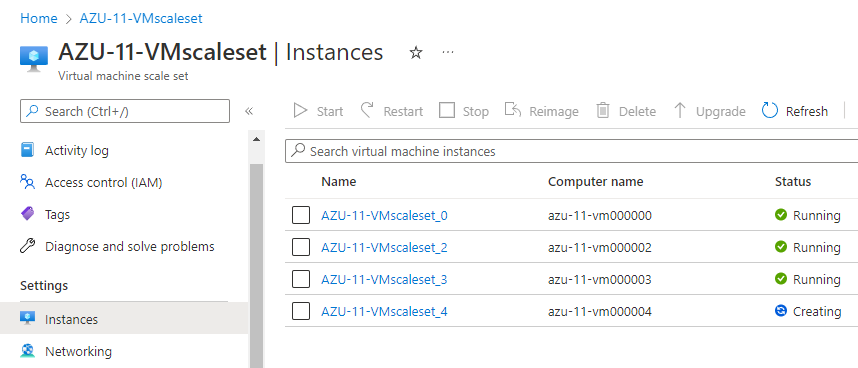 Home > AZU-11-VMscaleset
AZU-11-VMscaleset | Instances ☆ ...
Virtual machine scale set
Search (Ctrl+/) «
Start Restart Stop Reimage Delete Upgrade Refresh
Search virtual machine instances
Activity log
Access control (IAM)
Tags
Diagnose and solve problems
Settings
Instances
Networking
Name Computer name Status
AZU-11-VMscaleset_0 azu-11-vm000000 Running
AZU-11-VMscaleset_2 azu-11-vm000002 Running
AZU-11-VMscaleset_3 azu-11-vm000003 Running
AZU-11-VMscaleset_4 azu-11-vm000004 Creating